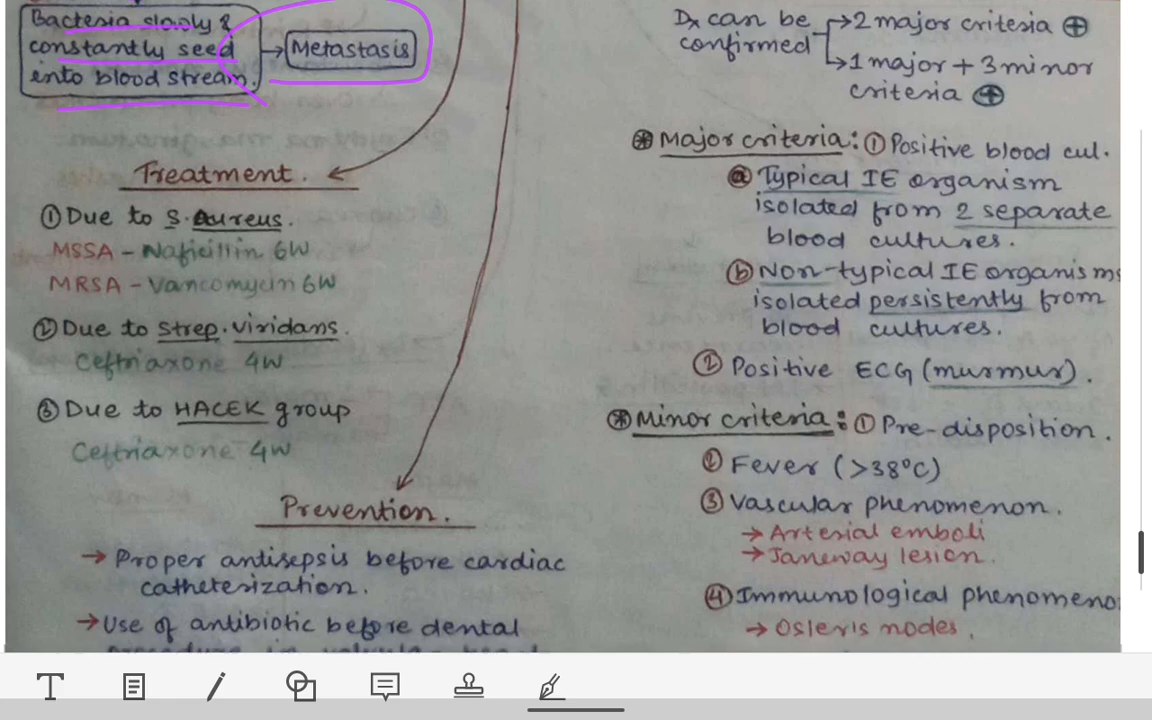 Bacteria slowly &
constantly seed
into blood stream.
Metastasis
Treatment.
① Due to S. Aureus.
MSSA - Naficillin 6W
MRSA - Vancomycin 6W
② Due to Strep. viridans.
Ceftriaxone 4W
③ Due to HACEK group
Ceftriaxone 4W
Prevention.
→ Proper antisepsis before cardiac
catheterization.
→ Use of antibiotic before dental
Dx can be
confirmed
→ 2 major criteria ⊕
→ 1 major + 3 minor
criteria ⊕
⊛ Major criteria: ① Positive blood cul.
ⓐ Typical IE organism
isolated from 2 separate
blood cultures.
ⓑ Non-typical IE organisms
isolated persistently from
blood cultures.
② Positive ECG (murmur).
⊛ Minor criteria: ① Pre-disposition.
② Fever (>38°C)
③ Vascular phenomenon.
→ Arterial emboli
→ Janeway lesion.
④ Immunological phenomeno
→ Osleris nodes.
T